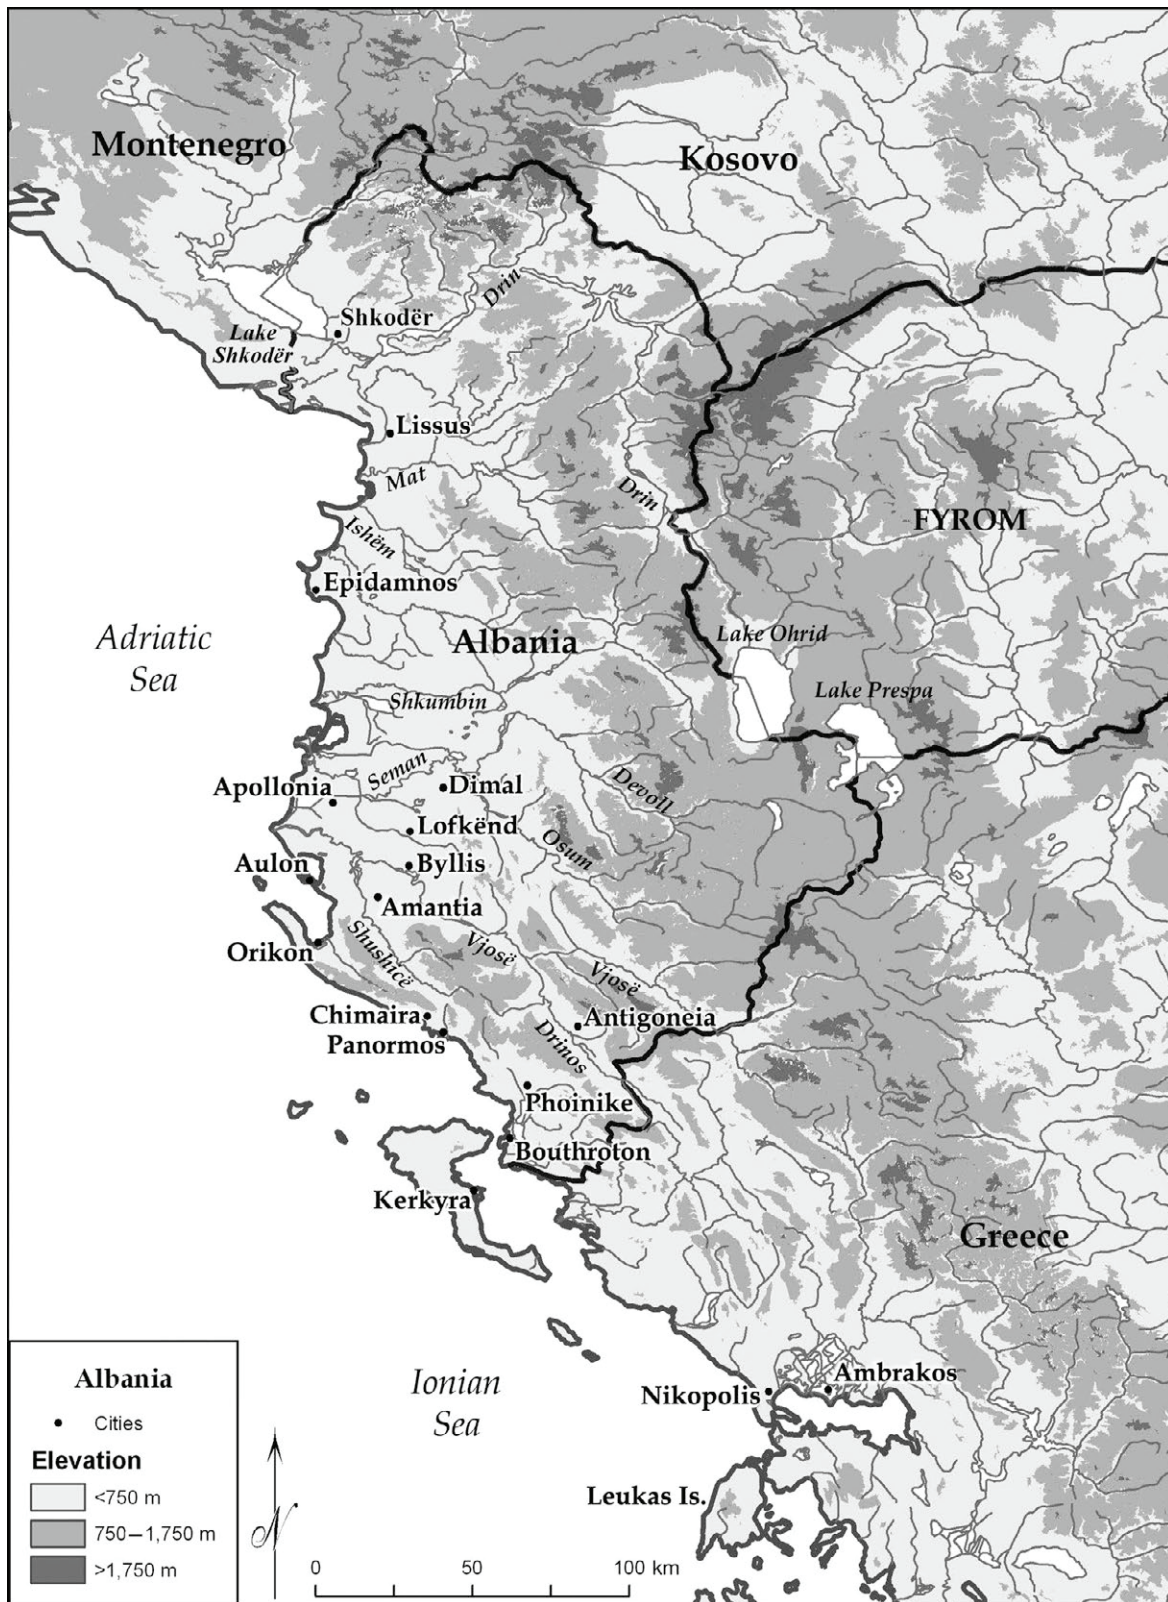 Montenegro
Kosovo
Drin
Shkodër
Lake
Shkodër
Lissus
Mat
Drin
FYROM
Ishëm
Epidamnos
Adriatic
Sea
Albania
Lake Ohrid
Lake Prespa
Shkumbin
Seman
Devoll
Apollonia
Dimal
Lofkënd
Osum
Aulon
Byllis
Amantia
Orikon
Shushicë
Vjosë
Vjosë
Chimaira
Antigoneia
Panormos
Drinos
Phoinike
Bouthroton
Kerkyra
Greece
Ionian
Sea
Nikopolis
Ambrakos
Leukas Is.
Albania
Cities
Elevation
<750 m
750–1,750 m
>1,750 m
N
0 50 100 km